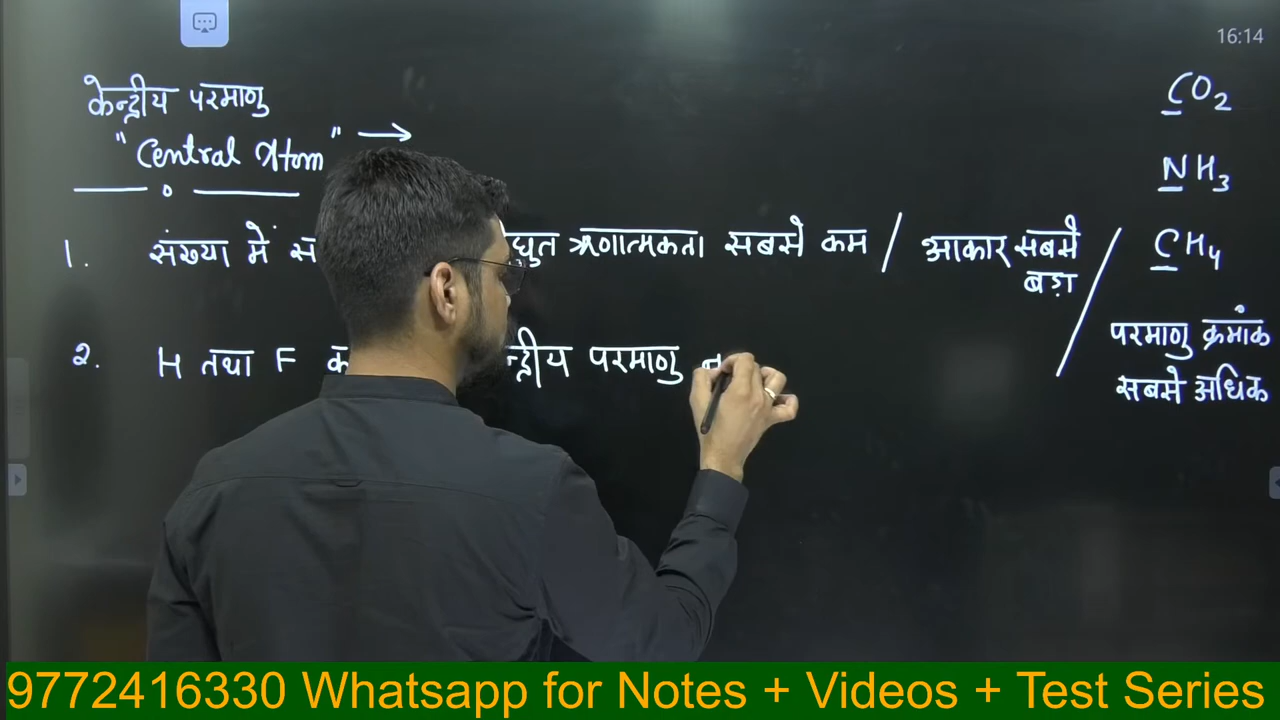 16:14
केन्द्रीय परमाणु
"Central Atom" →
1. संख्या में विद्युत ऋणात्मकता सबसे कम / आकार सबसे बड़ा /
2. H तथा F परमाणु
CO2
NH3
CH4
परमाणु क्रमांक
सबसे अधिक
9772416330 Whatsapp for Notes + Videos + Test Series